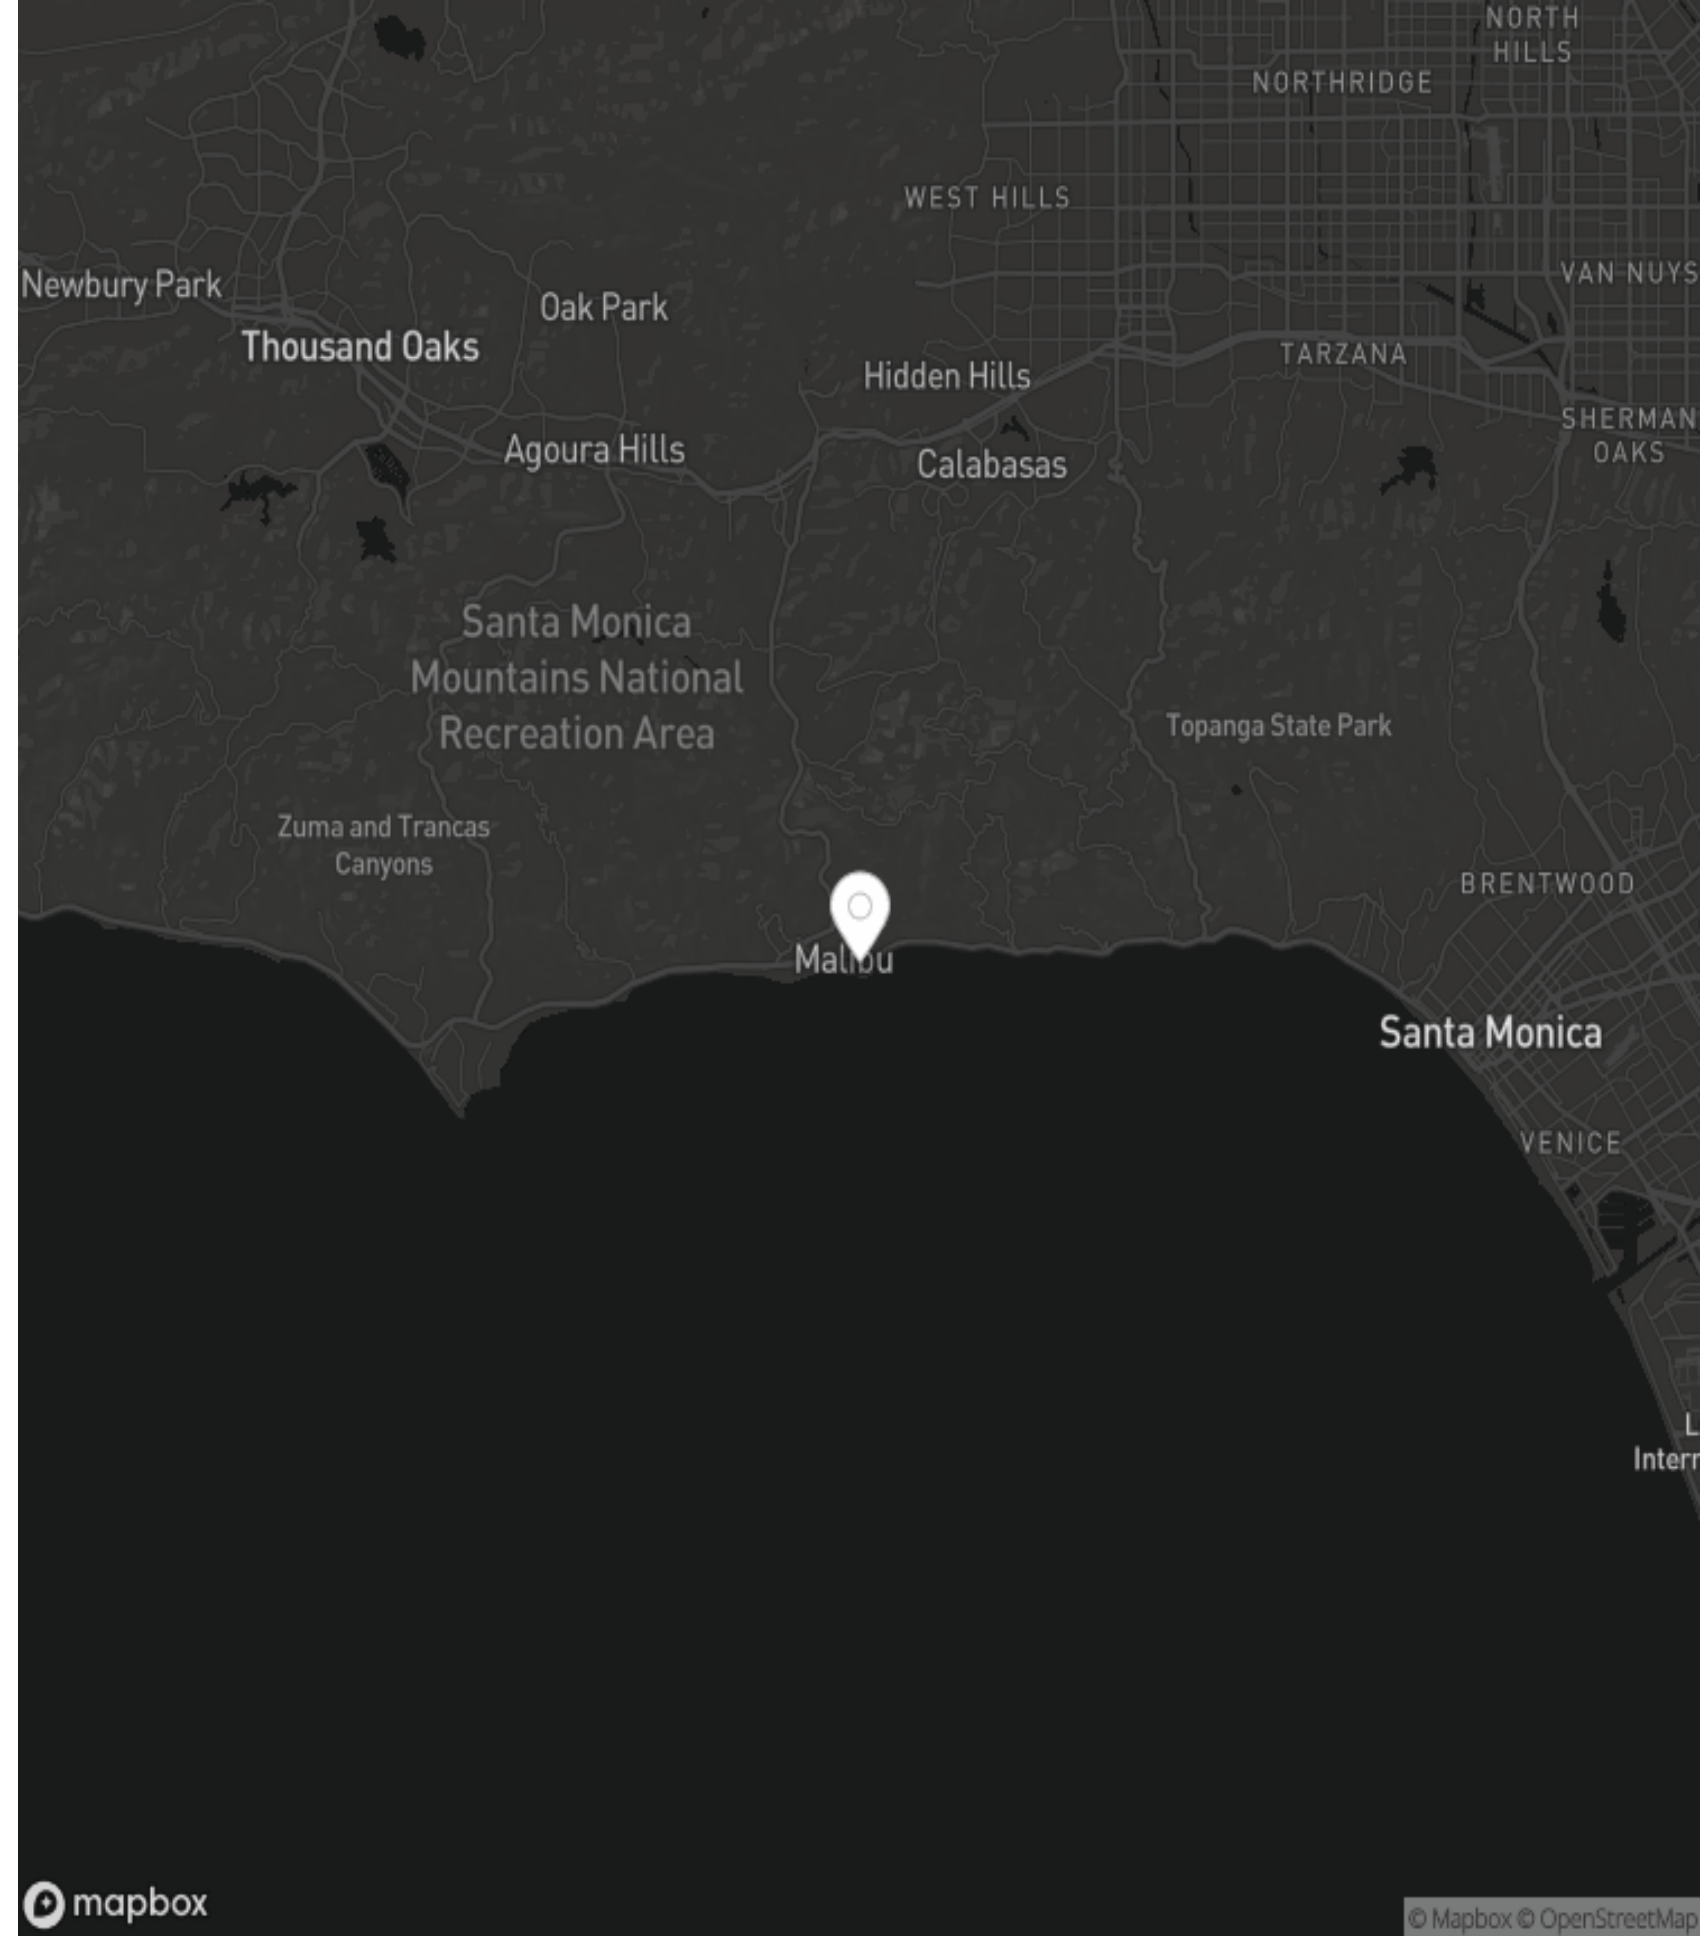 NORTH
HILLS
NORTHRIDGE
WEST HILLS
VAN NUYS
Newbury Park
Oak Park
Thousand Oaks
TARZANA
Hidden Hills
SHERMAN
OAKS
Agoura Hills
Calabasas
Santa Monica
Mountains National
Recreation Area
Topanga State Park
Zuma and Trancas
Canyons
BRENTWOOD
Malibu
Santa Monica
VENICE
L
Intern
mapbox
© Mapbox © OpenStreetMap